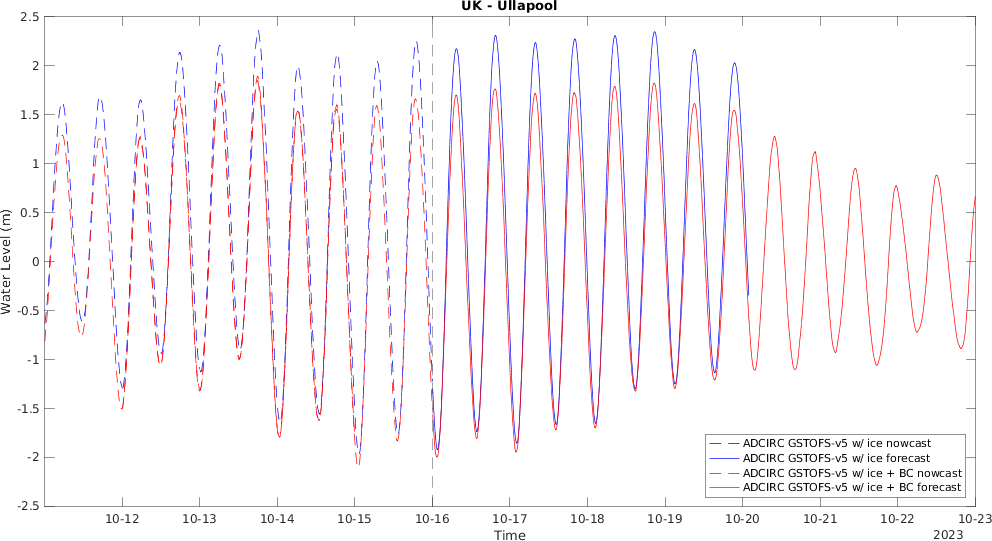 UK - Ullapool
2.5
2
1.5
1
0.5
0
-0.5
-1
-1.5
-2
-2.5
Water Level (m)
10-12 10-13 10-14 10-15 10-16 10-17 10-18 10-19 10-20 10-21 10-22 10-23
Time
2023
ADCIRC GSTOFS-v5 w/ ice nowcast
ADCIRC GSTOFS-v5 w/ ice forecast
ADCIRC GSTOFS-v5 w/ ice + BC nowcast
ADCIRC GSTOFS-v5 w/ ice + BC forecast